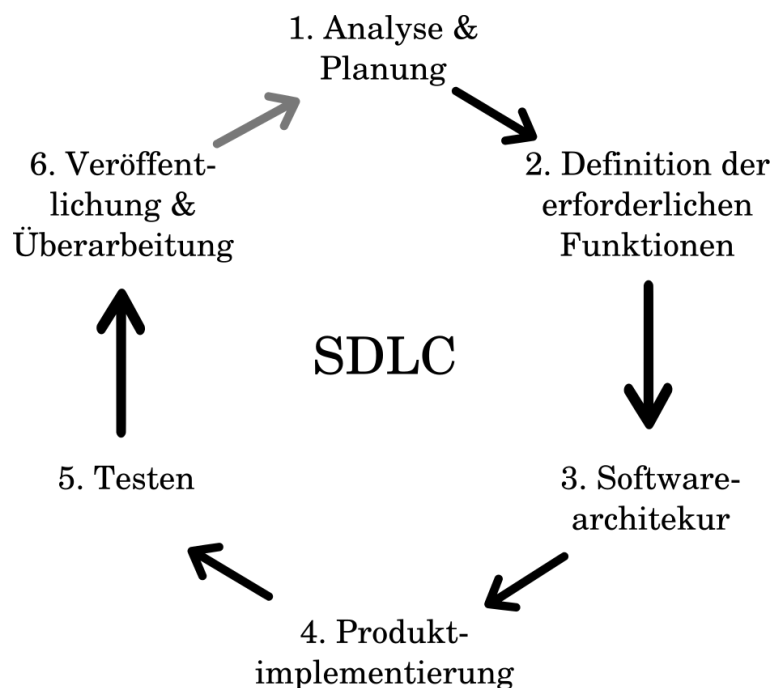 1. Analyse &
Planung
2. Definition der
erforderlichen
Funktionen
3. Software-
architekur
4. Produkt-
implementierung
5. Testen
6. Veröffent-
lichung &
Überarbeitung
SDLC